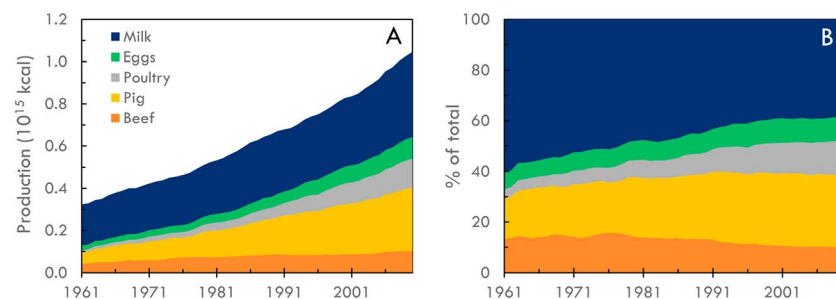 A
Production (10¹⁵ kcal)
1.2
1.0
0.8
0.6
0.4
0.2
0.0
Milk
Eggs
Poultry
Pig
Beef
1961 1971 1981 1991 2001
B
% of total
100
80
60
40
20
0
1961 1971 1981 1991 2001